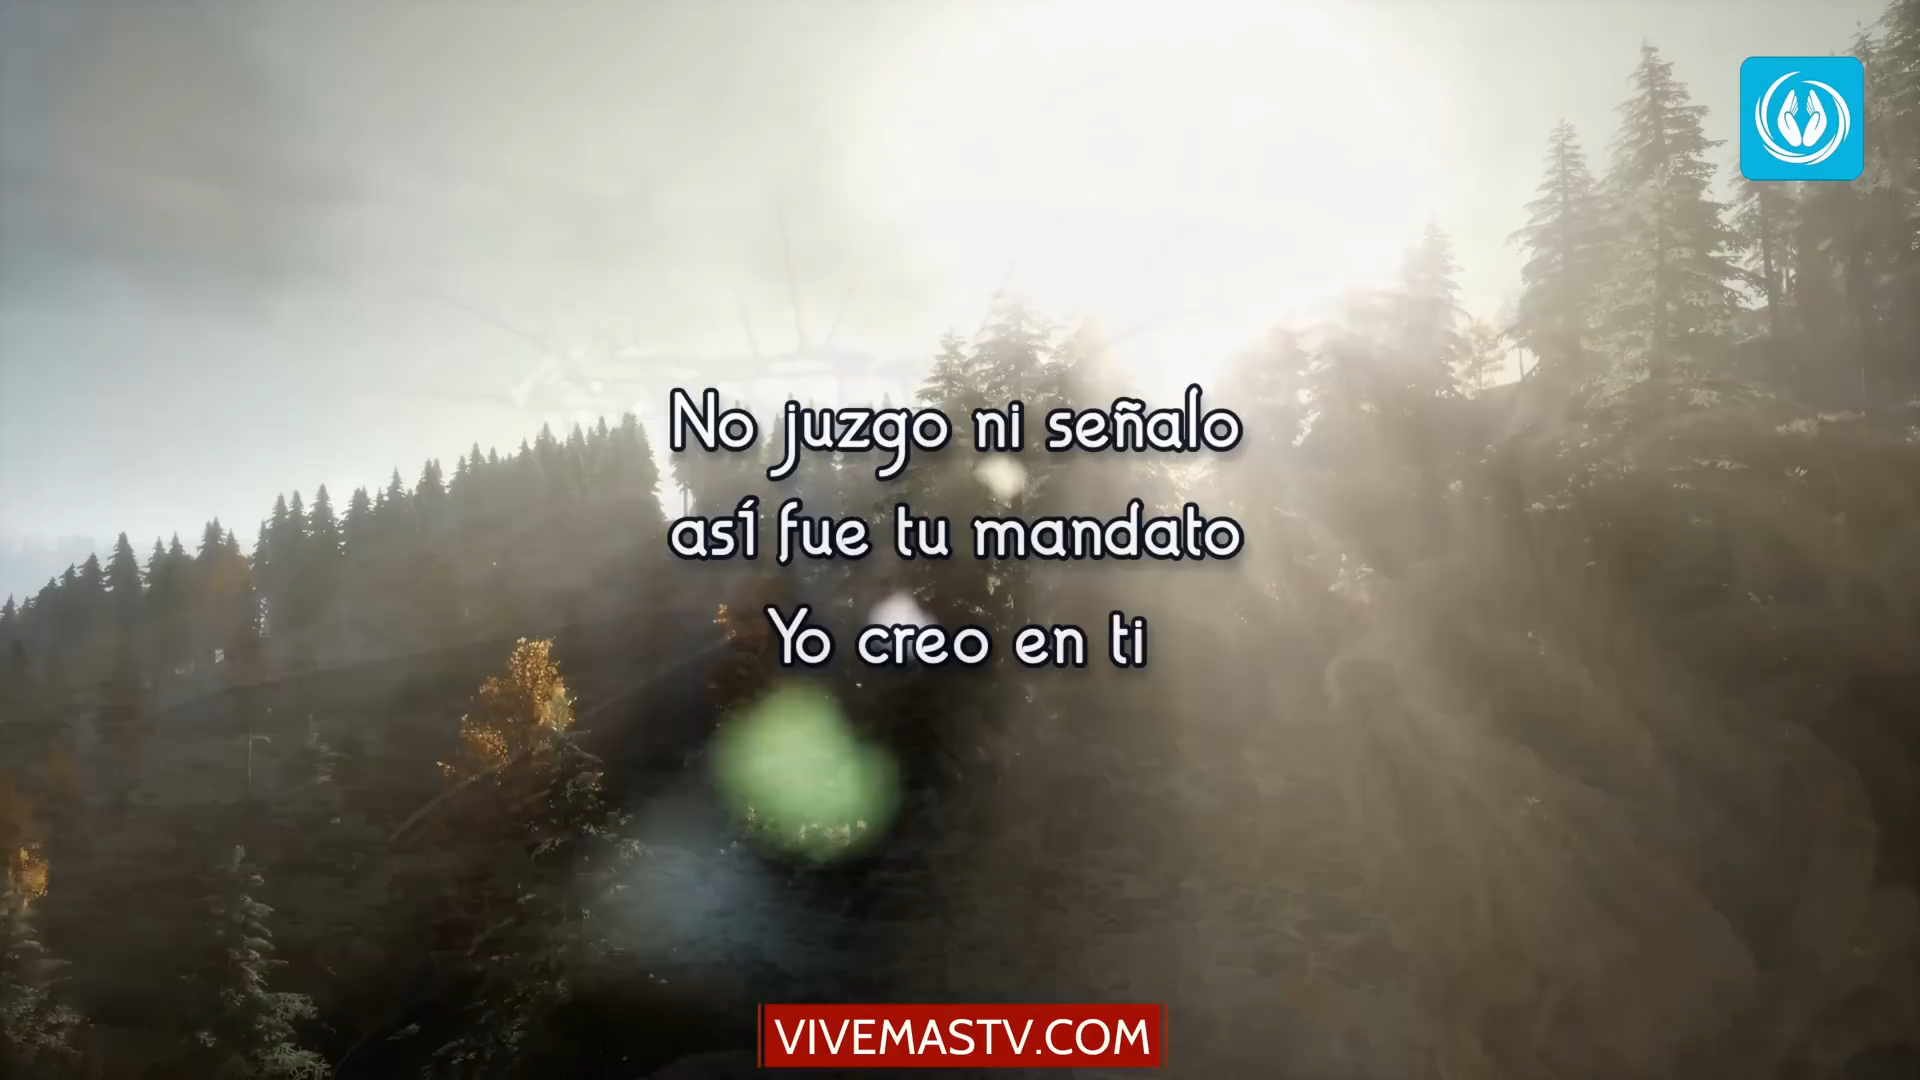 No juzgo ni señalo
así fue tu mandato
Yo creo en ti
VIVEMASTV.COM